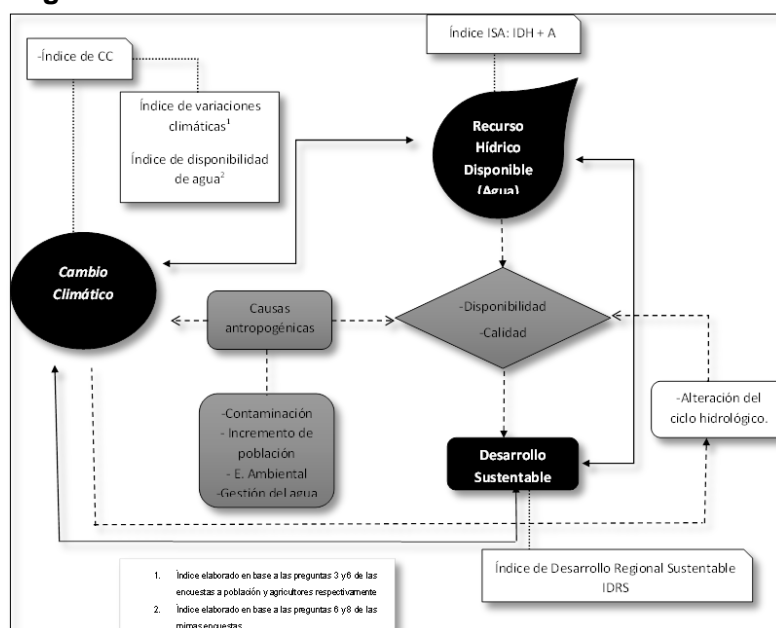 -Índice de CC
Índice de variaciones
climáticas1
Índice de disponibilidad
de agua2
Índice ISA: IDH + A
Recurso
Hídrico
Disponible
(Agua)
Cambio
Climático
Causas
antropogénicas
-Disponibilidad
-Calidad
-Contaminación
- Incremento de
población
- E. Ambiental
-Gestión del agua
-Alteración del
ciclo hidrológico.
Desarrollo
Sustentable
Índice de Desarrollo Regional Sustentable
IDRS
1. Índice elaborado en base a las preguntas 3 y6 de las
encuestas a población y agricultores respectivamente
2. Índice elaborado en base a las preguntas 6 y8 de las
mimas encuestas